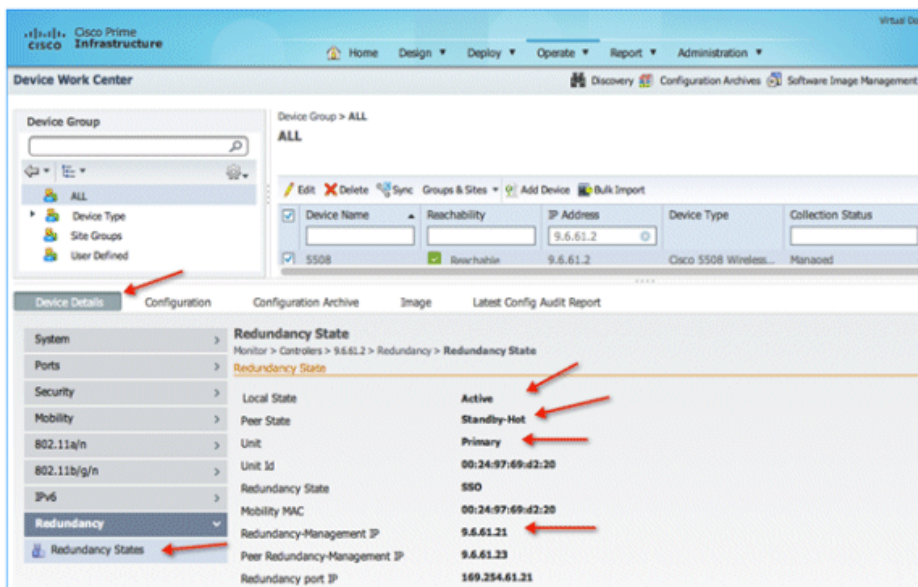 Virtual Do
Cisco Prime
CISCO Infrastructure
Home Design Deploy Operate Report Administration
Device Work Center
Discovery Configuration Archives Software Image Management
Device Group
Device Group > ALL
ALL
Edit Delete Sync Groups & Sites Add Device Bulk Import
ALL
Device Type
Site Groups
User Defined
Device Name Reachability IP Address Device Type Collection Status
9.6.61.2
5508 Reachable 9.6.61.2 Cisco 5508 Wireless... Managed
Device Details Configuration Configuration Archive Image Latest Config Audit Report
System
Ports
Security
Mobility
802.11a/n
802.11b/g/n
IPv6
Redundancy
Redundancy States
Redundancy State
Monitor > Controllers > 9.6.61.2 > Redundancy > Redundancy State
Redundancy State
Local State Active
Peer State Standby-Hot
Unit Primary
Unit Id 00:24:97:69:d2:20
Redundancy State SSO
Mobility MAC 00:24:97:69:d2:20
Redundancy-Management IP 9.6.61.21
Peer Redundancy-Management IP 9.6.61.23
Redundancy port IP 169.254.61.21